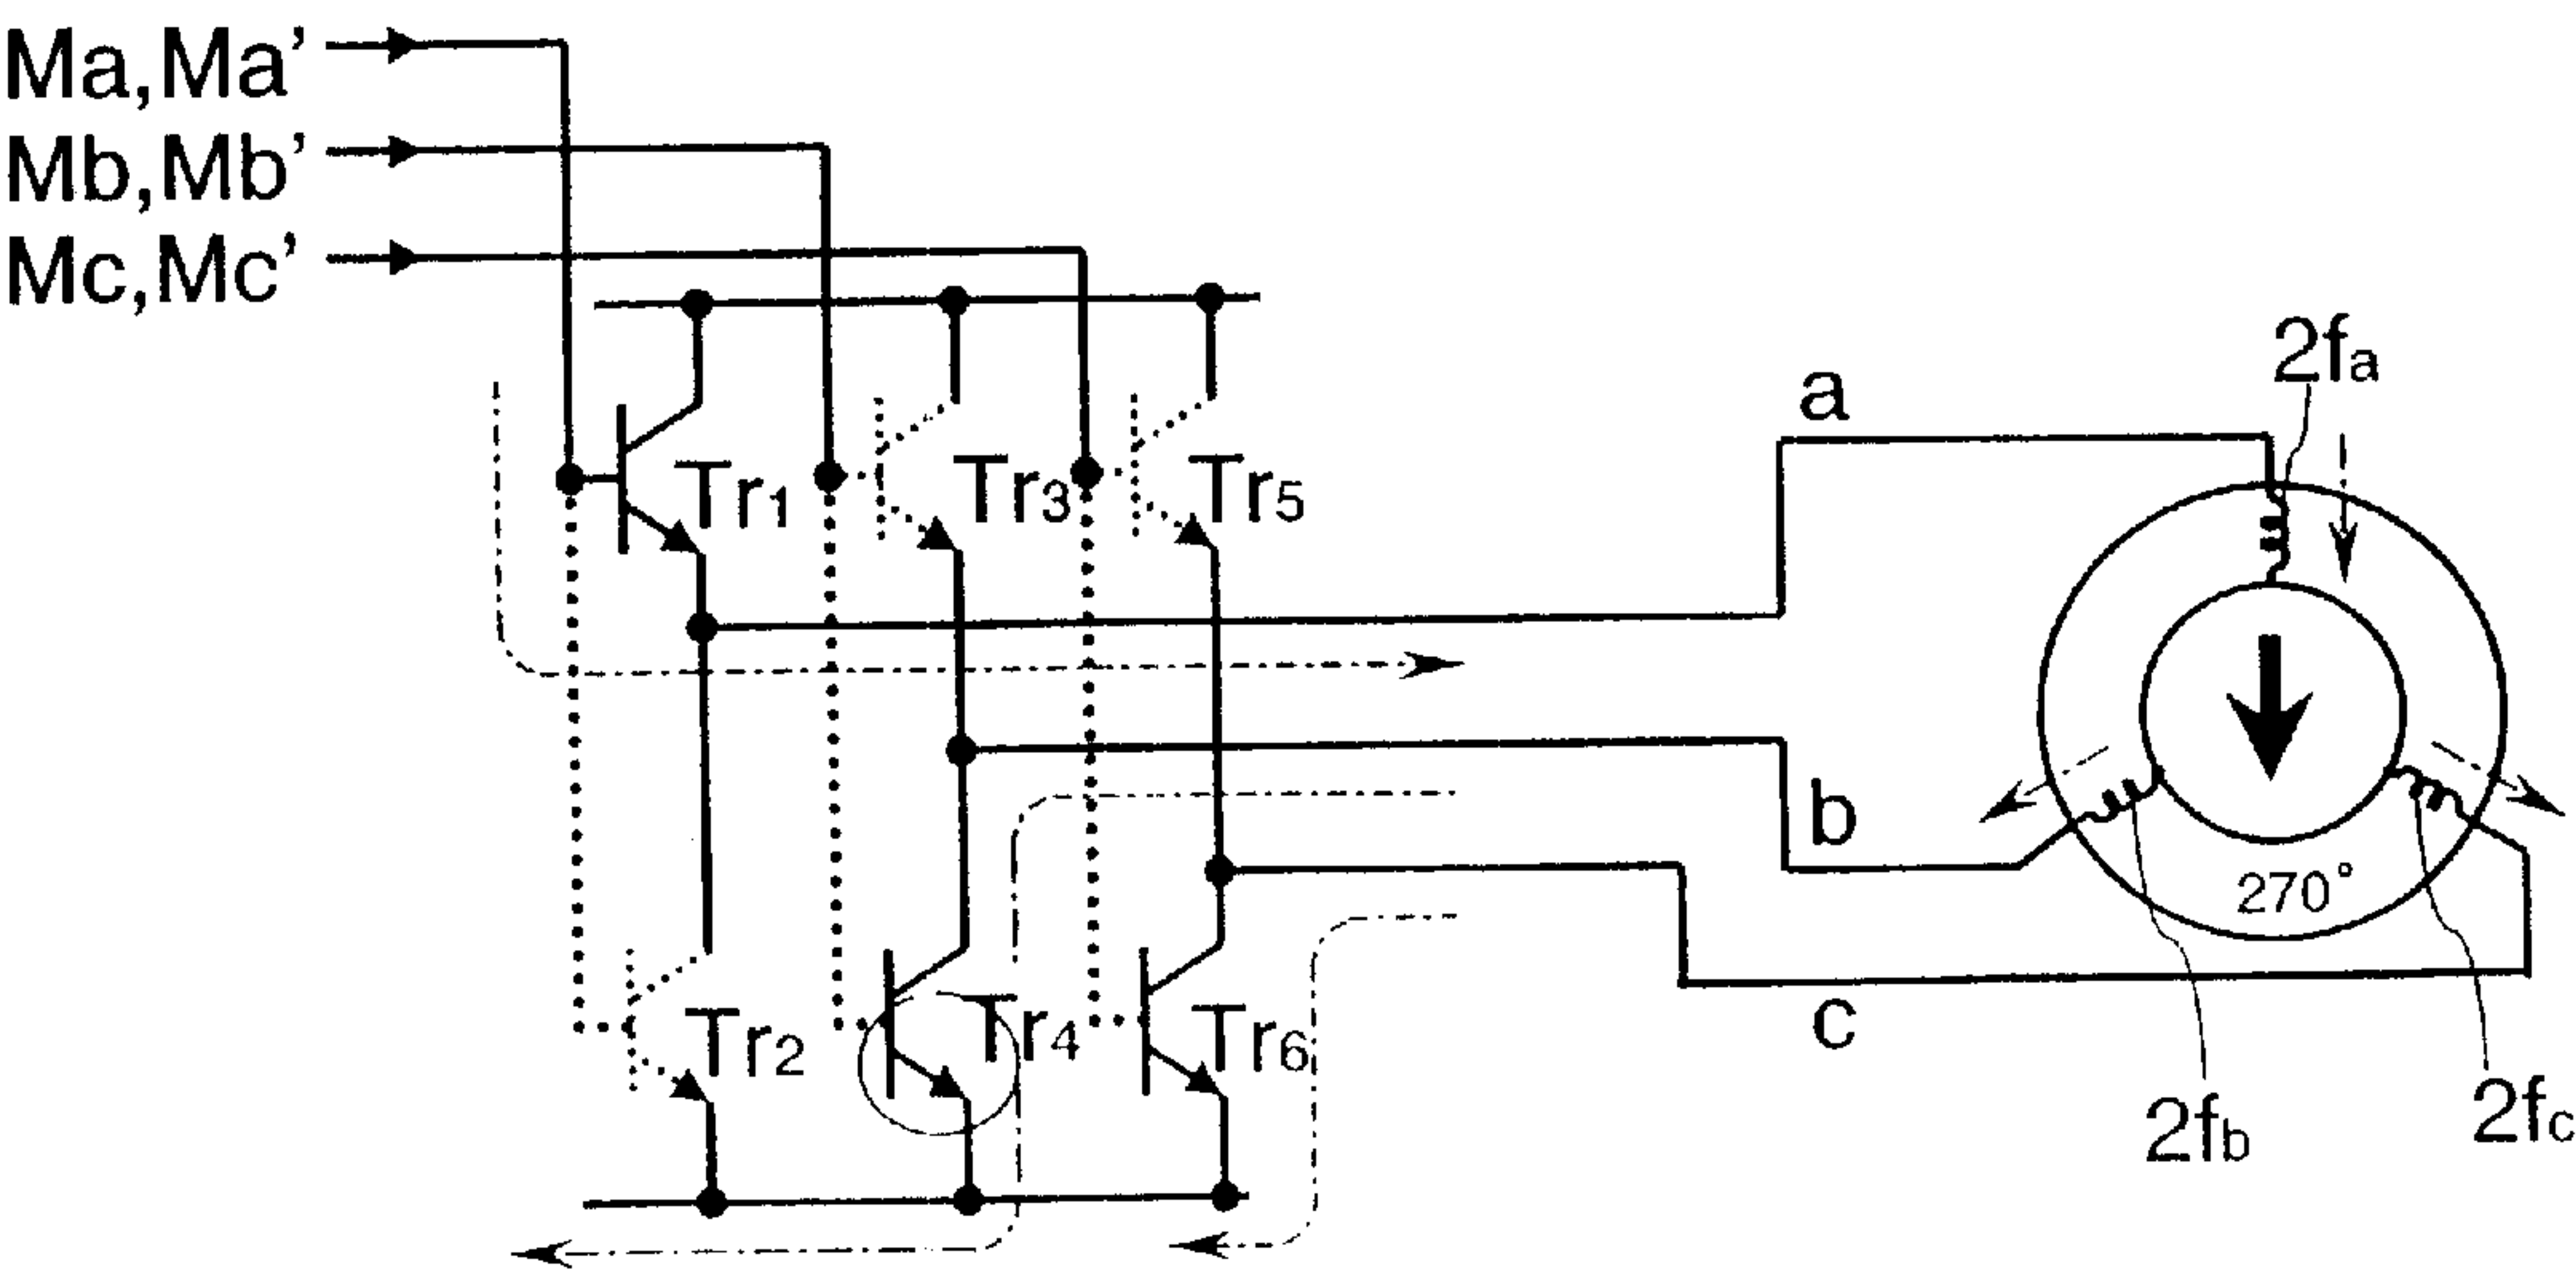 Ma,Ma’
Mb,Mb’
Mc,Mc’
2fa
a
Tr1
Tr3
Tr5
b
270°
c
Tr2
Tr4
Tr6
2fb
2fc